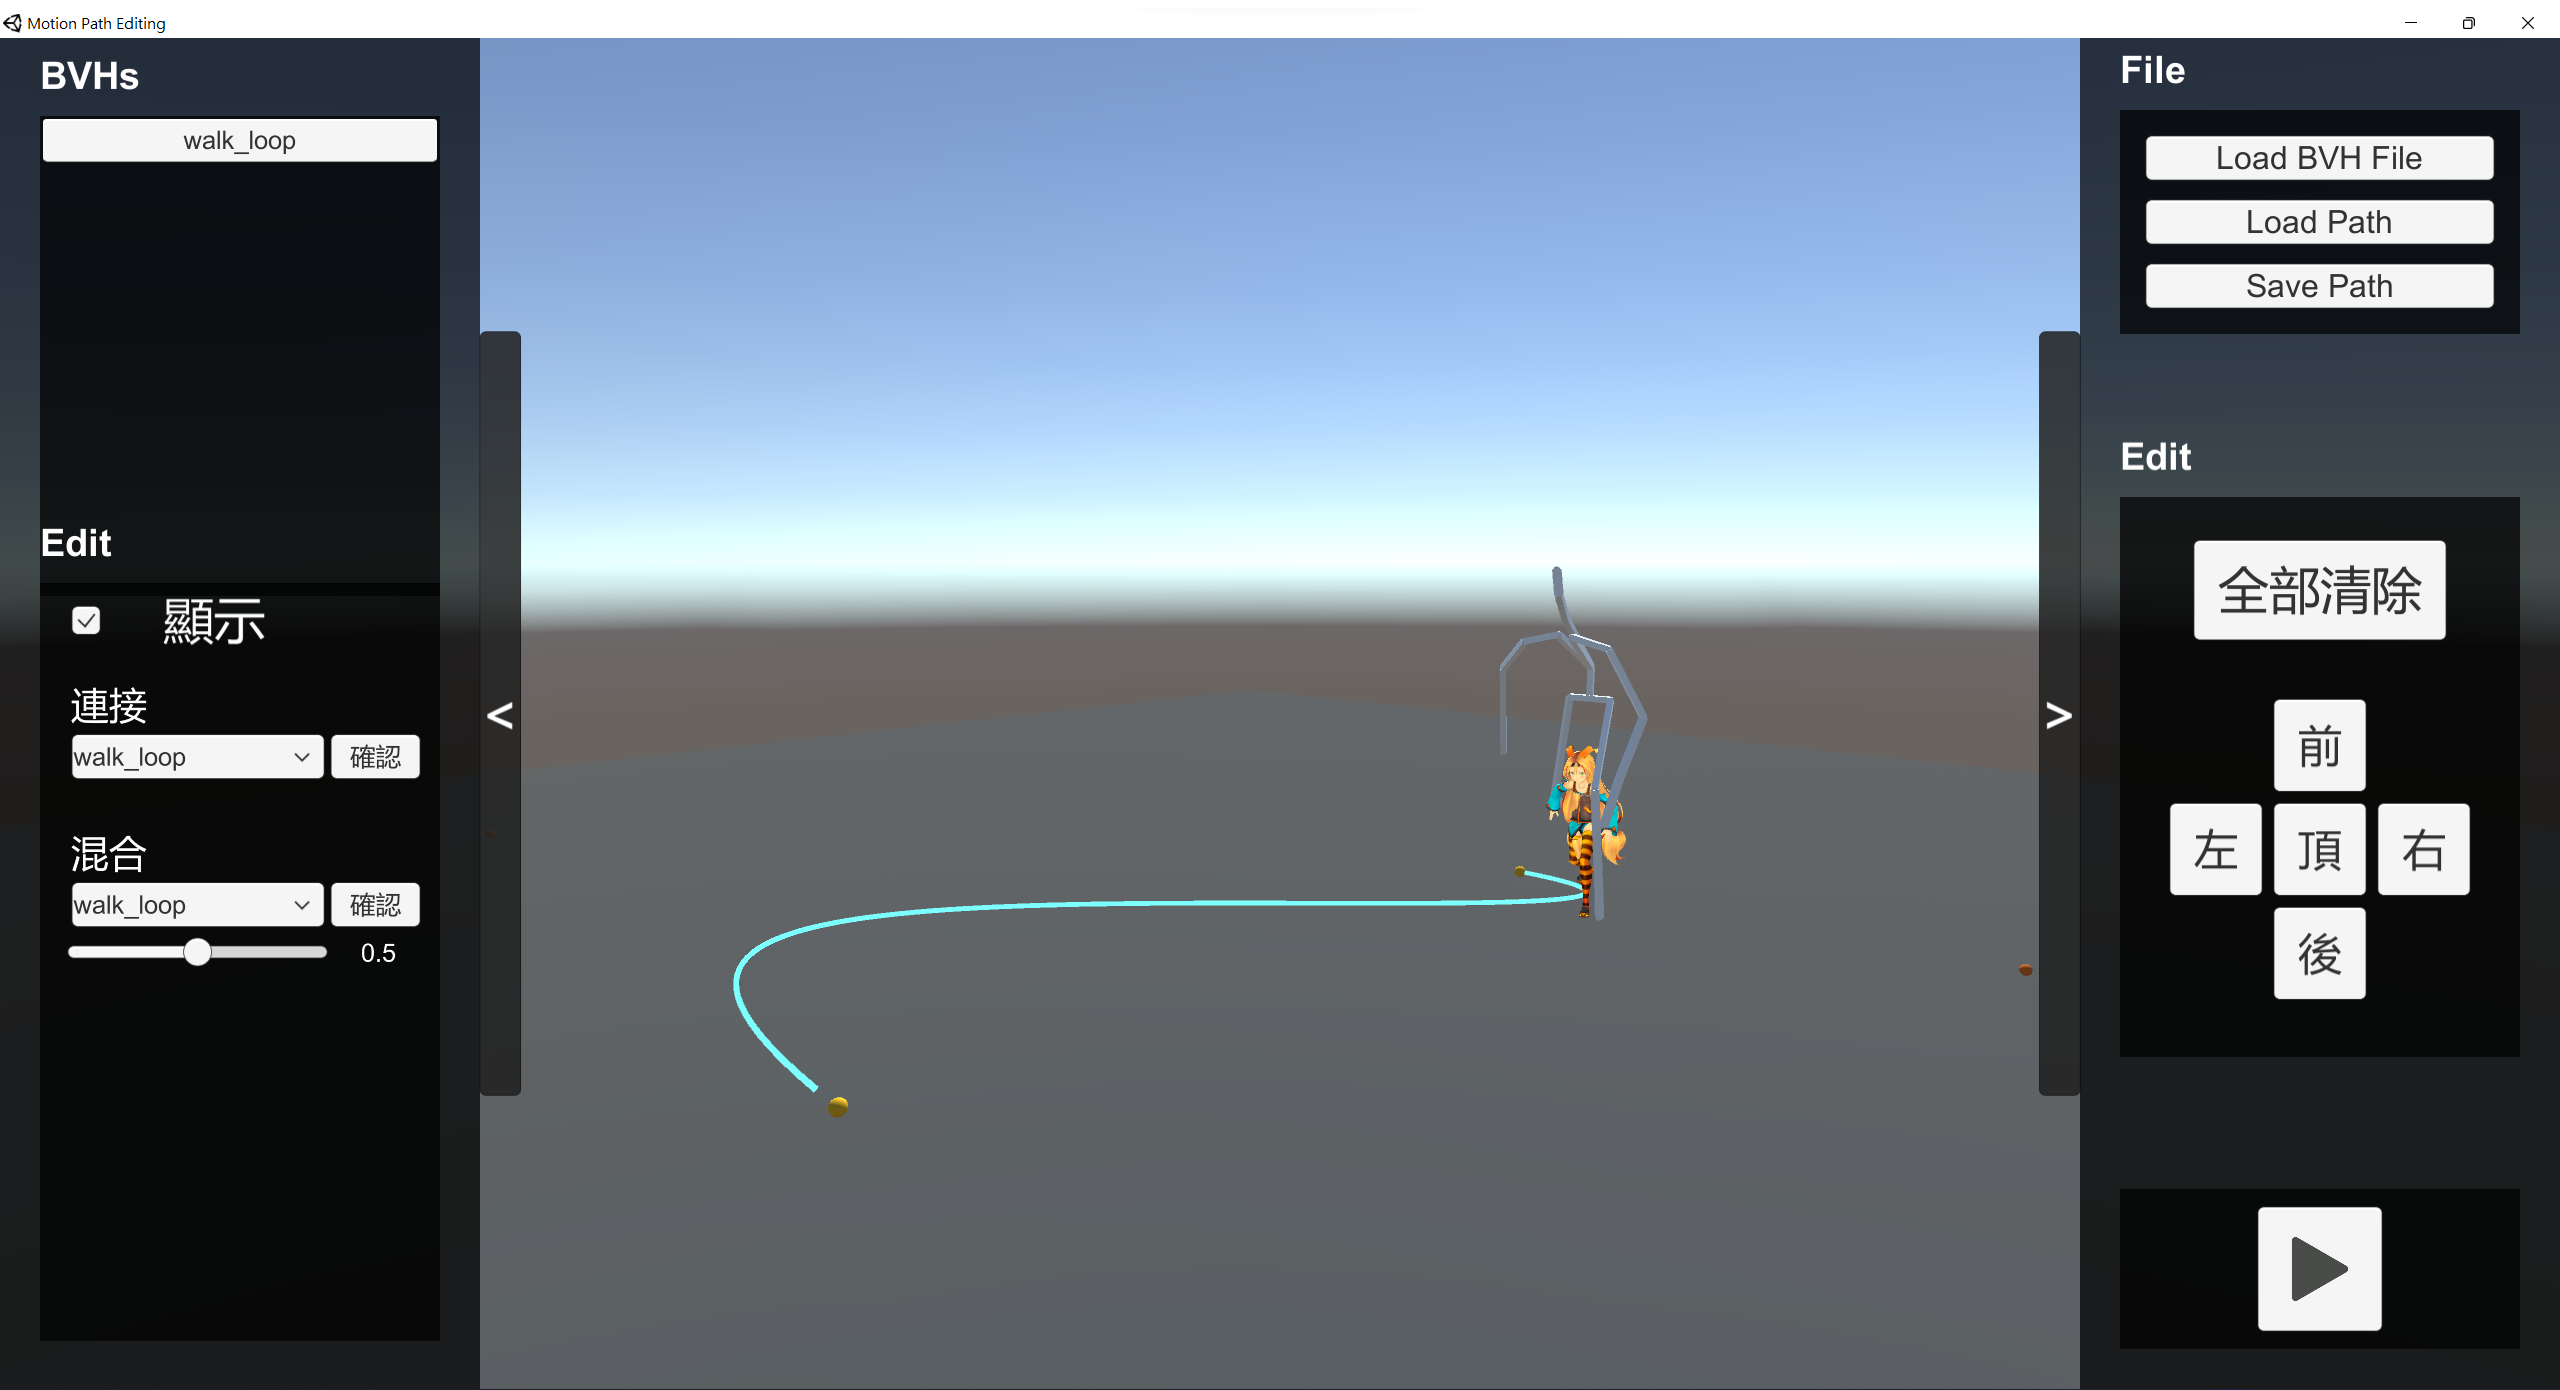 Motion Path Editing
BVHs
walk_loop
Edit
顯示
連接
walk_loop
確認
混合
walk_loop
確認
0.5
<
>
File
Load BVH File
Load Path
Save Path
Edit
全部清除
前
左
頂
右
後